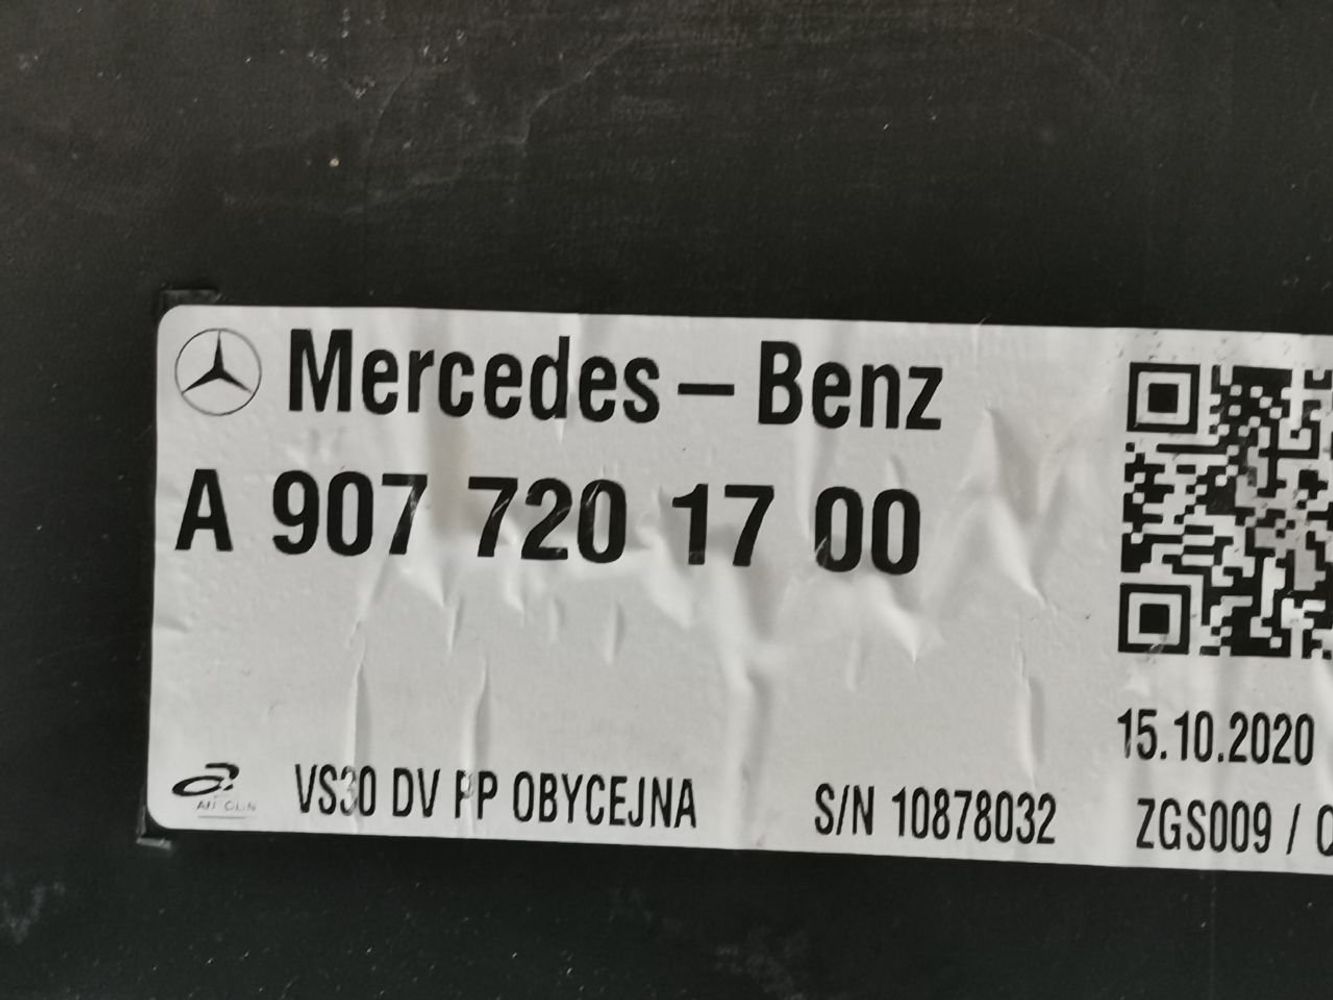 Mercedes-Benz
A 907 720 17 00
15.10.2020
VS30 DV PP OBYCEJNA S/N 10878032 ZGS009 /